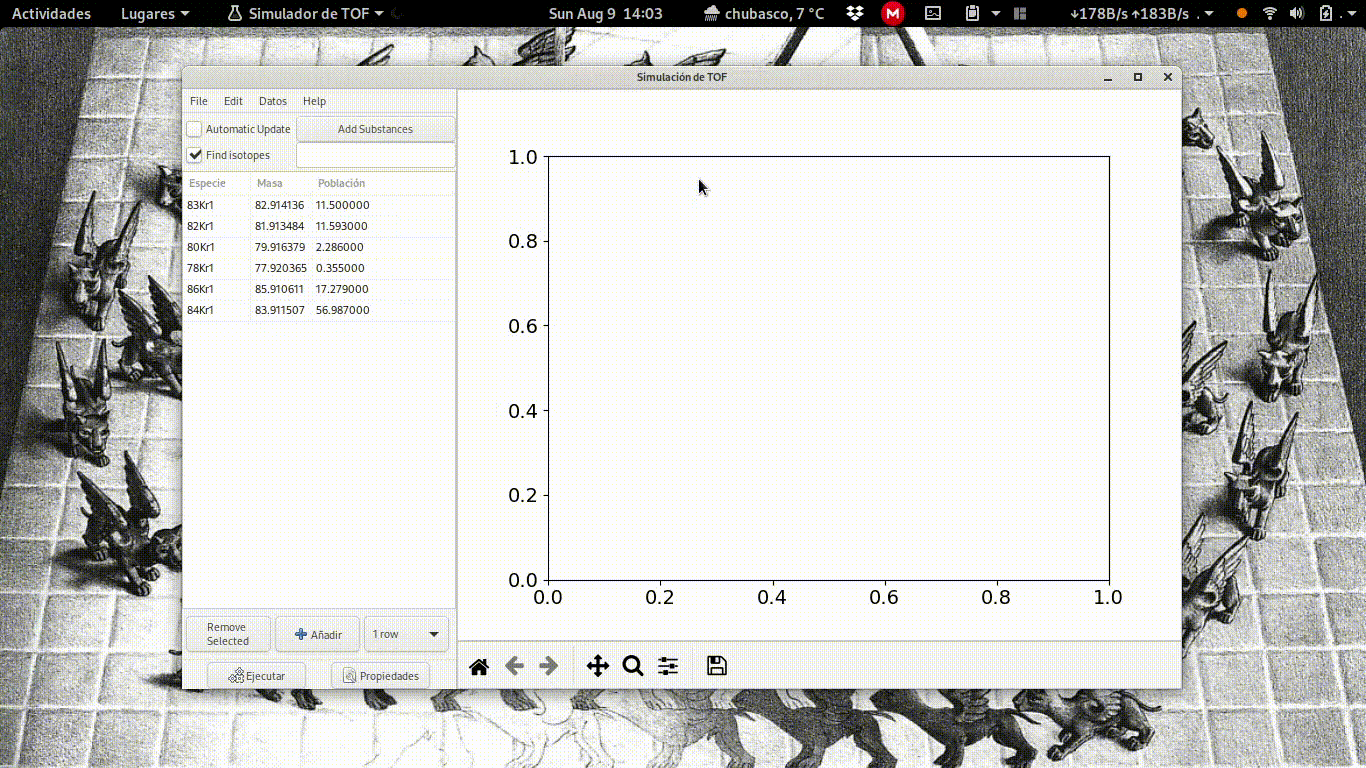 Actividades Lugares Simulador de TOF Sun Aug 9 14:03 chubasco, 7 °C M ↓178B/s ↑183B/s .
Simulación de TOF
File Edit Datos Help
Automatic Update Add Substances
Find isotopes
Especie Masa Población
83Kr1 82.914136 11.500000
82Kr1 81.913484 11.593000
80Kr1 79.916379 2.286000
78Kr1 77.920365 0.355000
86Kr1 85.910611 17.279000
84Kr1 83.911507 56.987000
Remove
Selected
Añadir 1 row
Ejecutar Propiedades
1.0
0.8
0.6
0.4
0.2
0.0
0.0 0.2 0.4 0.6 0.8 1.0